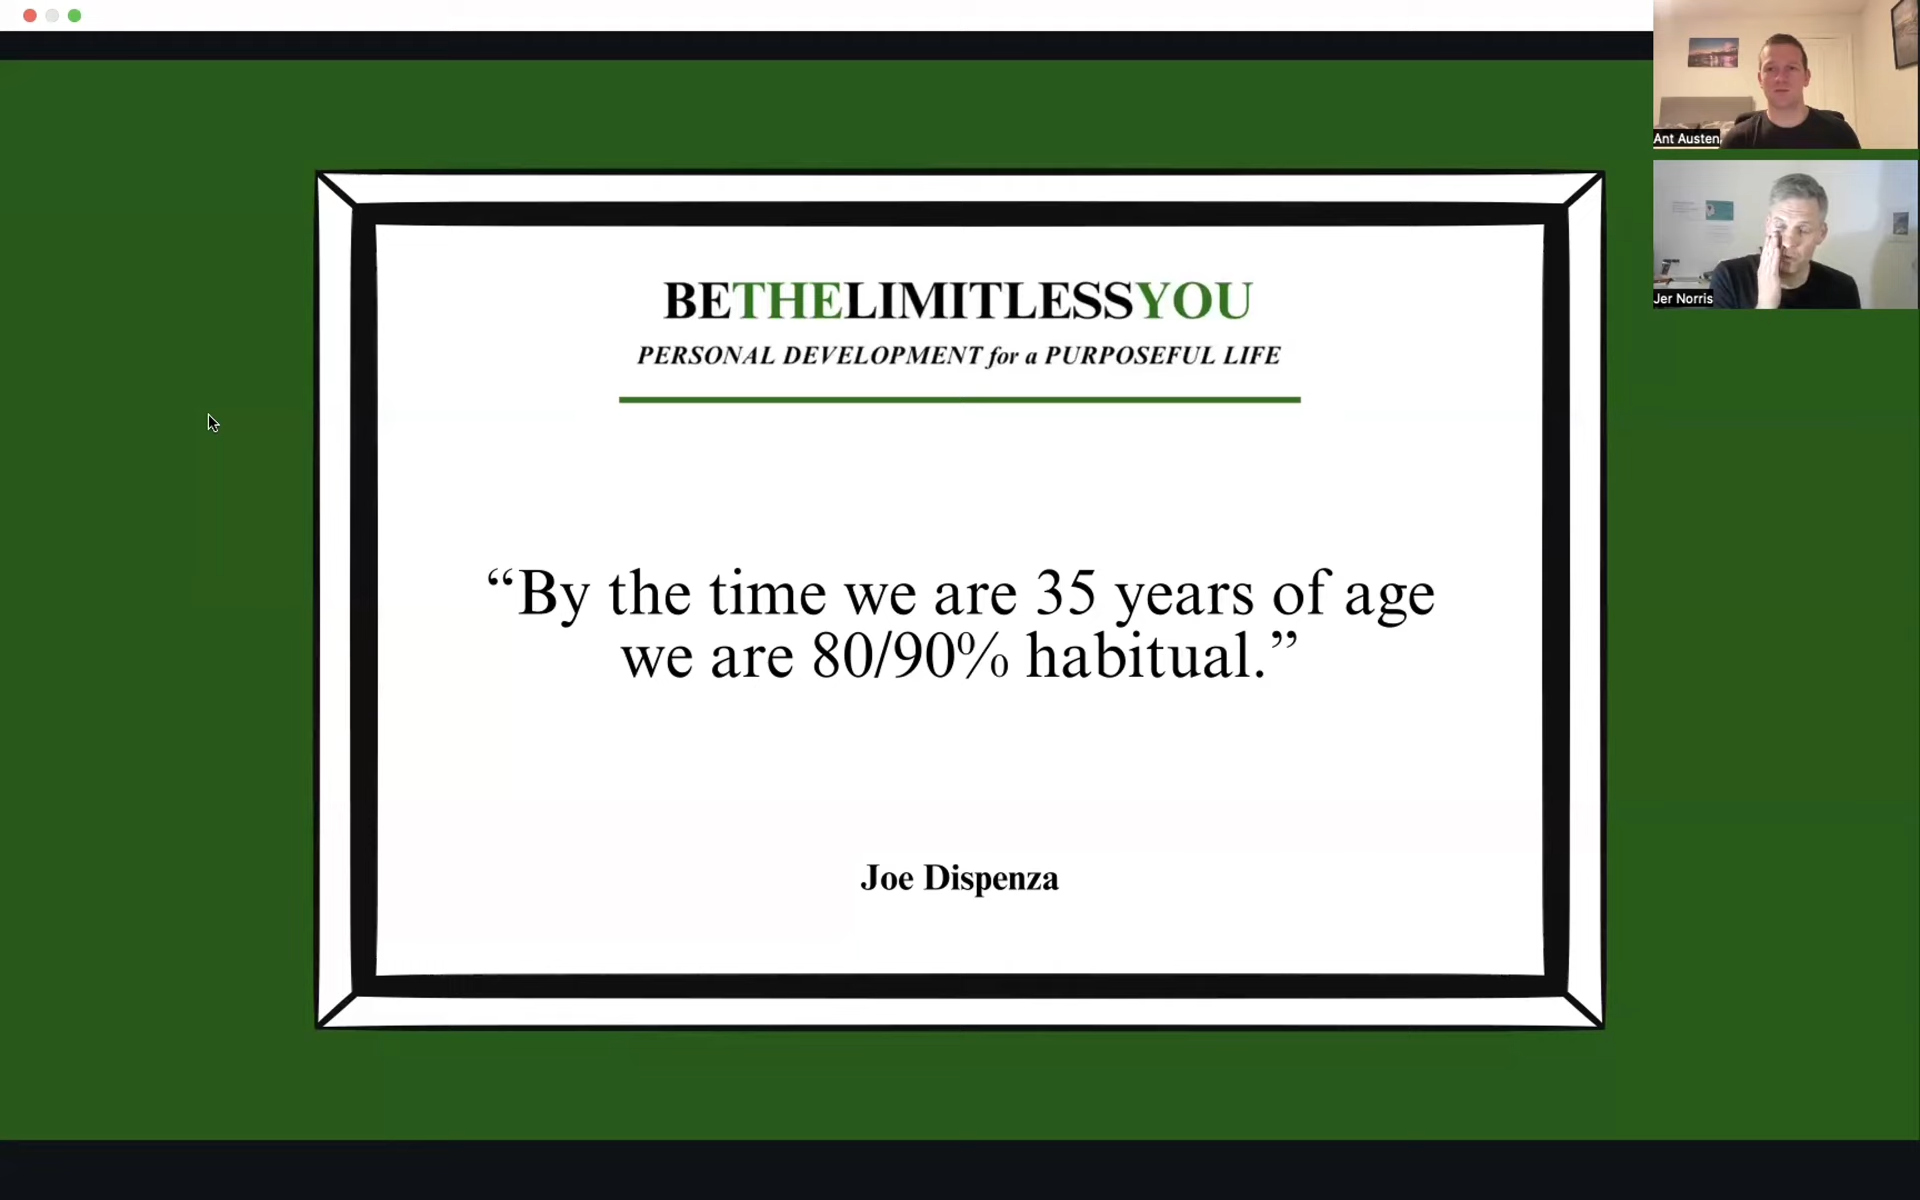 Ant Austen
Jer Norris
BETHELIMITLESSYOU
PERSONAL DEVELOPMENT for a PURPOSEFUL LIFE
“By the time we are 35 years of age
we are 80/90% habitual.”
Joe Dispenza